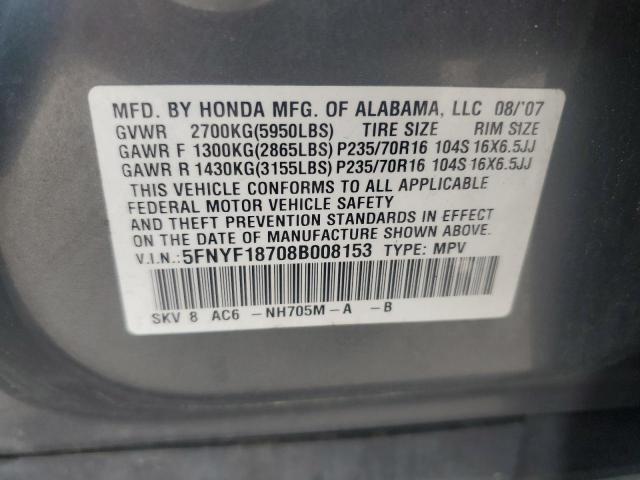 MFD. BY HONDA MFG. OF ALABAMA, LLC 08/'07
GVWR 2700KG(5950LBS) TIRE SIZE RIM SIZE
GAWR F 1300KG(2865LBS) P235/70R16 104S 16X6.5JJ
GAWR R 1430KG(3155LBS) P235/70R16 104S 16X6.5JJ
THIS VEHICLE CONFORMS TO ALL APPLICABLE
FEDERAL MOTOR VEHICLE SAFETY
AND THEFT PREVENTION STANDARDS IN EFFECT
ON THE DATE OF MANUFACTURE SHOWN ABOVE.
V.I.N.:5FNYF18708B008153 TYPE: MPV
SKV 8 AC6 -NH705M-A -B